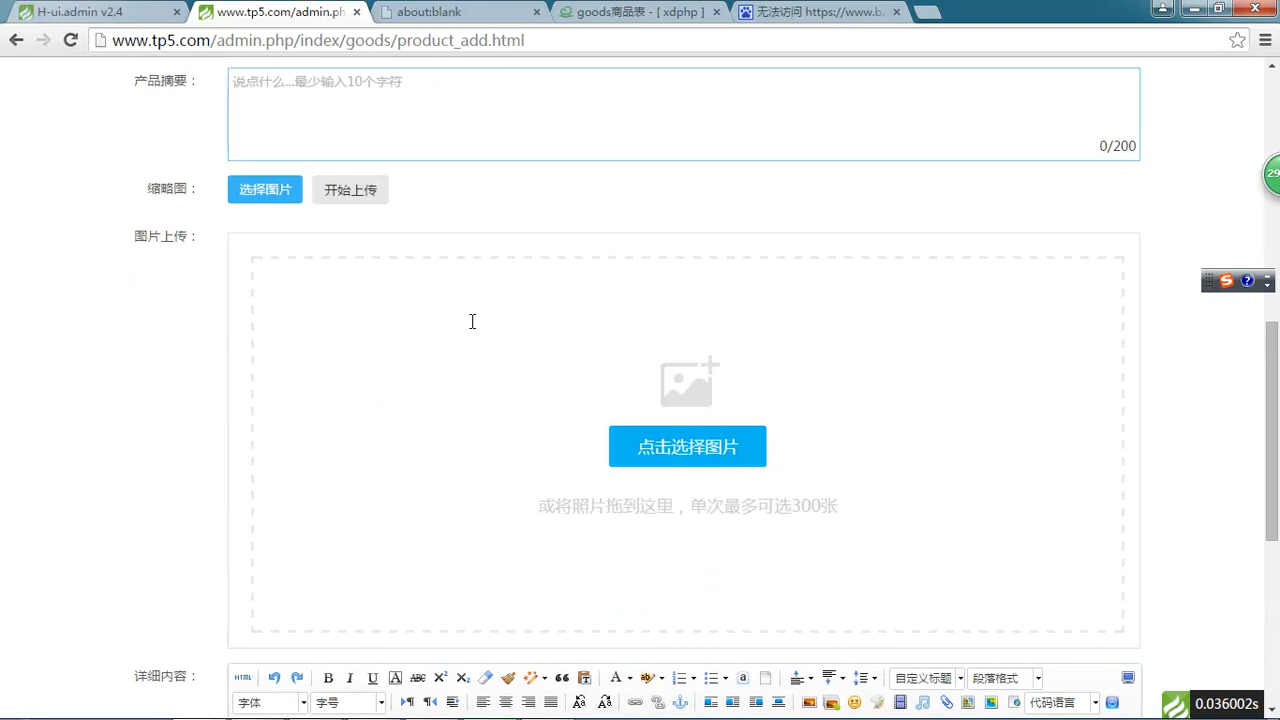 H-ui.admin v2.4
www.tp5.com/admin.ph
about:blank
goods商品表 - [ xdphp ]
无法访问 https://www.b
www.tp5.com/admin.php/index/goods/product_add.html
产品摘要：
说点什么...最少输入10个字符
0/200
缩略图：
选择图片
开始上传
29
图片上传：
点击选择图片
或将照片拖到这里，单次最多可选300张
详细内容：
HTML
B I U A ABC X² X₂
自定义标题
段落格式
字体
字号
代码语言
0.036002s